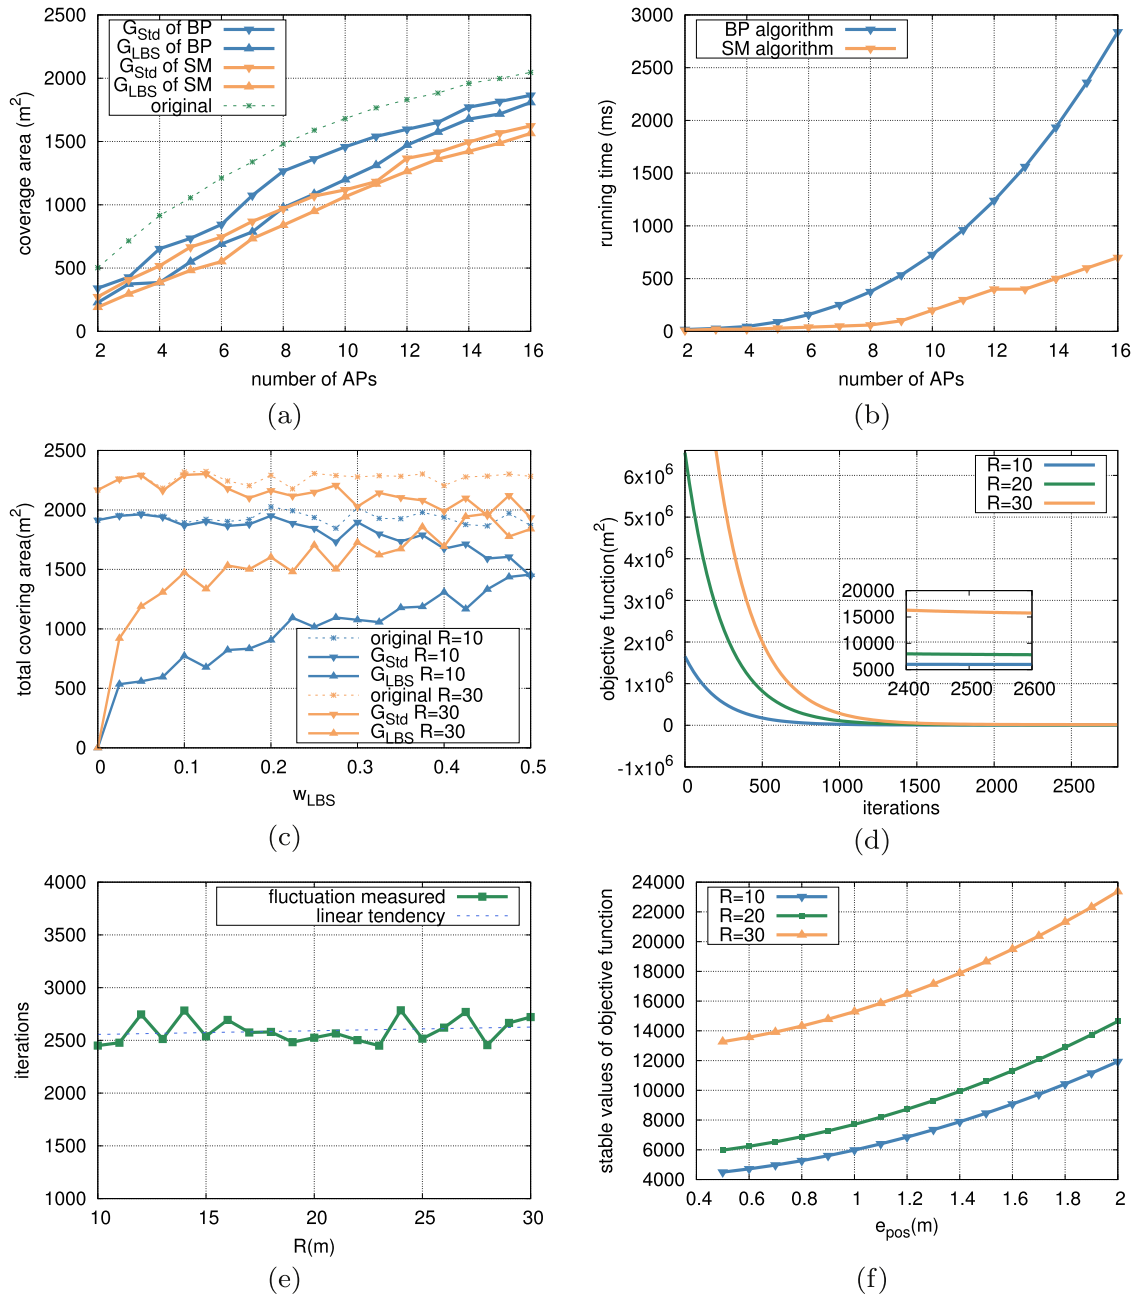 G_Std of BP
G_LBS of BP
G_Std of SM
G_LBS of SM
original
2500
2000
1500
1000
500
0
coverage area (m²)
2 4 6 8 10 12 14 16
number of APs
(a)
BP algorithm
SM algorithm
3000
2500
2000
1500
1000
500
0
running time (ms)
2 4 6 8 10 12 14 16
number of APs
(b)
2500
2000
1500
1000
500
0
total covering area(m²)
original R=10
G_Std R=10
G_LBS R=10
original R=30
G_Std R=30
G_LBS R=30
0 0.1 0.2 0.3 0.4 0.5
w_LBS
(c)
R=10
R=20
R=30
6x10⁶
5x10⁶
4x10⁶
3x10⁶
2x10⁶
1x10⁶
0
-1x10⁶
objective function(m²)
20000
15000
10000
5000
2400 2500 2600
500 1000 1500 2000 2500
0
iterations
(d)
fluctuation measured
linear tendency
4000
3500
3000
2500
2000
1500
1000
iterations
10 15 20 25 30
R(m)
(e)
R=10
R=20
R=30
24000
22000
20000
18000
16000
14000
12000
10000
8000
6000
4000
stable values of objective function
0.4 0.6 0.8 1 1.2 1.4 1.6 1.8 2
e_pos(m)
(f)